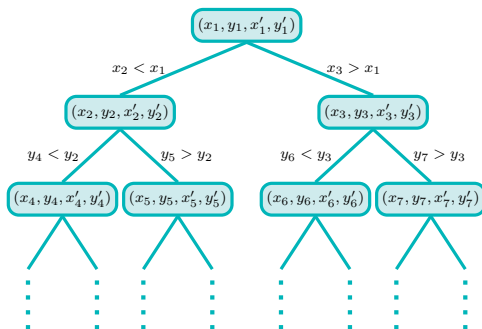 (x₁, y₁, x′₁, y′₁)
x₂ < x₁ x₃ > x₁
(x₂, y₂, x′₂, y′₂) (x₃, y₃, x′₃, y′₃)
y₄ < y₂ y₅ > y₂ y₆ < y₃ y₇ > y₃
(x₄, y₄, x′₄, y′₄) (x₅, y₅, x′₅, y′₅) (x₆, y₆, x′₆, y′₆) (x₇, y₇, x′₇, y′₇)